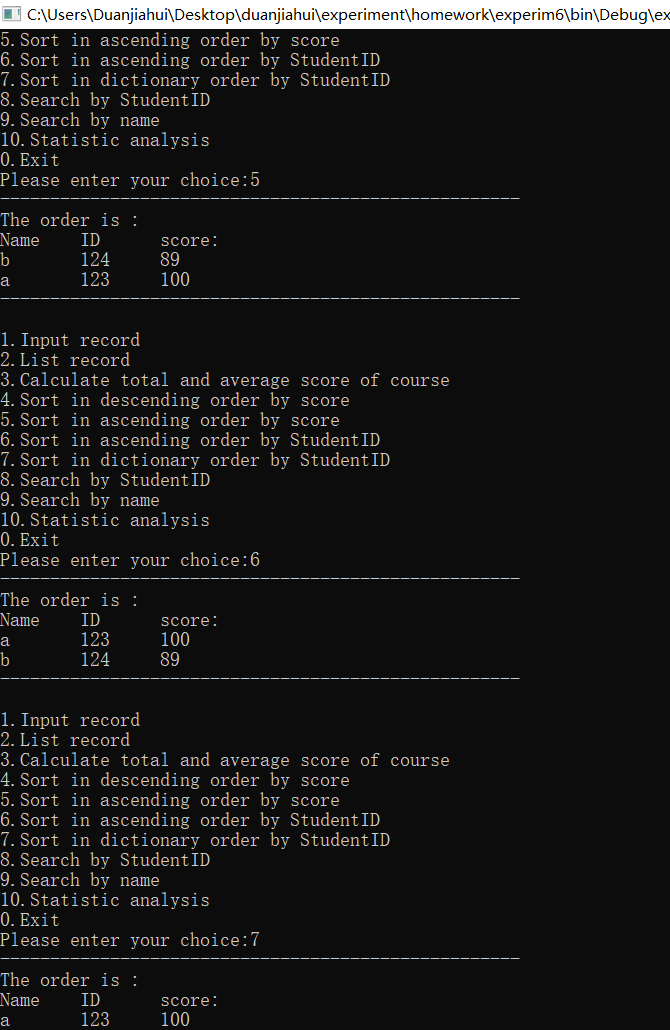 C:\Users\Duanjiahui\Desktop\duanjiahui\experiment\homework\experim6\bin\Debug\ex
5.Sort in ascending order by score
6.Sort in ascending order by StudentID
7.Sort in dictionary order by StudentID
8.Search by StudentID
9.Search by name
10.Statistic analysis
0.Exit
Please enter your choice:5
----------------------------------------------------
The order is :
Name    ID      score:
b       124     89
a       123     100
----------------------------------------------------
1.Input record
2.List record
3.Calculate total and average score of course
4.Sort in descending order by score
5.Sort in ascending order by score
6.Sort in ascending order by StudentID
7.Sort in dictionary order by StudentID
8.Search by StudentID
9.Search by name
10.Statistic analysis
0.Exit
Please enter your choice:6
----------------------------------------------------
The order is :
Name    ID      score:
a       123     100
b       124     89
----------------------------------------------------
1.Input record
2.List record
3.Calculate total and average score of course
4.Sort in descending order by score
5.Sort in ascending order by score
6.Sort in ascending order by StudentID
7.Sort in dictionary order by StudentID
8.Search by StudentID
9.Search by name
10.Statistic analysis
0.Exit
Please enter your choice:7
----------------------------------------------------
The order is :
Name    ID      score:
a       123     100